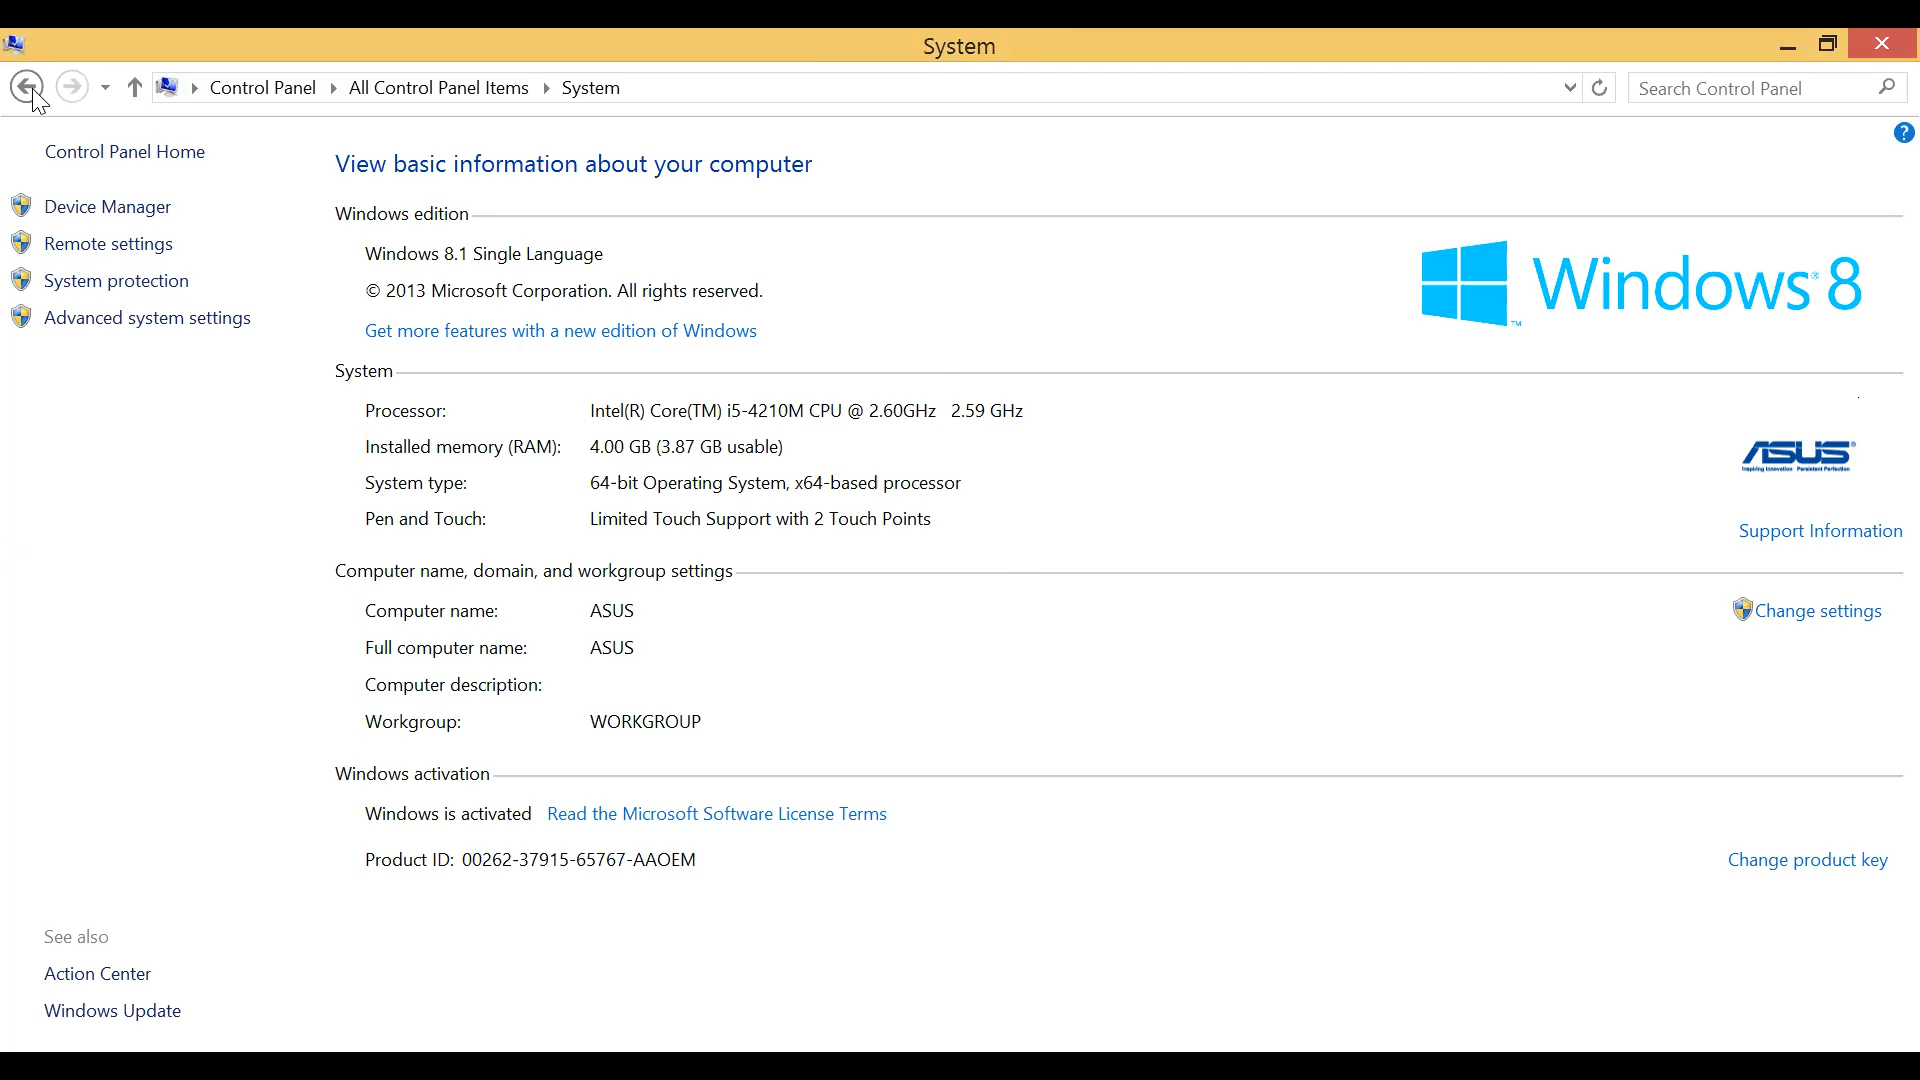 System
Control Panel All Control Panel Items System
Search Control Panel
Control Panel Home
Device Manager
Remote settings
System protection
Advanced system settings
View basic information about your computer
Windows edition
Windows 8.1 Single Language
© 2013 Microsoft Corporation. All rights reserved.
Get more features with a new edition of Windows
Windows® 8
™
System
Processor: Intel(R) Core(TM) i5-4210M CPU @ 2.60GHz 2.59 GHz
Installed memory (RAM): 4.00 GB (3.87 GB usable)
System type: 64-bit Operating System, x64-based processor
Pen and Touch: Limited Touch Support with 2 Touch Points
ASUS®
Inspiring Innovation Persistent Perfection
Support Information
Computer name, domain, and workgroup settings
Computer name: ASUS
Change settings
Full computer name: ASUS
Computer description:
Workgroup: WORKGROUP
Windows activation
Windows is activated Read the Microsoft Software License Terms
Product ID: 00262-37915-65767-AAOEM
Change product key
See also
Action Center
Windows Update